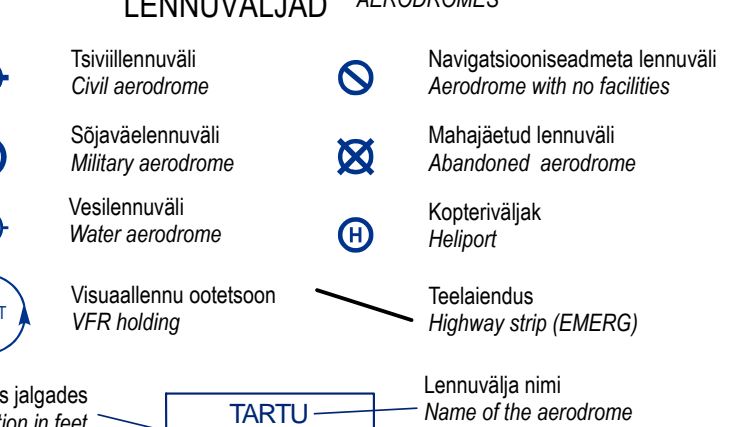 LENNUVÄLJAD AERODROMES
Tsiviillennuväli
Civil aerodrome
Navigatsiooniseadmeta lennuväli
Aerodrome with no facilities
Sõjaväelennuväli
Military aerodrome
Mahajäetud lennuväli
Abandoned aerodrome
Vesilennuväli
Water aerodrome
H
Kopteriväljak
Heliport
T
Visuaallennu ootetsoon
VFR holding
Teelaiendus
Highway strip (EMERG)
jalgades
in feet
TARTU
Lennuvälja nimi
Name of the aerodrome